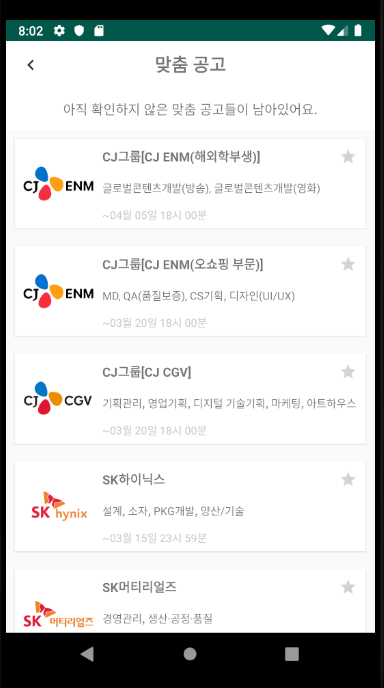 8:02
맞춤 공고
아직 확인하지 않은 맞춤 공고들이 남아있어요.
CJ그룹[CJ ENM(해외학부생)]
CJ ENM
글로벌콘텐츠개발(방송), 글로벌콘텐츠개발(영화)
~04월 05일 18시 00분
CJ그룹[CJ ENM(오쇼핑 부문)]
CJ ENM
MD, QA(품질보증), CS기획, 디자인(UI/UX)
~03월 20일 18시 00분
CJ그룹[CJ CGV]
CJ CGV
기획관리, 영업기획, 디지털 기술기획, 마케팅, 아트하우스
~03월 20일 18시 00분
SK하이닉스
SK hynix
설계, 소자, PKG개발, 양산/기술
~03월 15일 23시 59분
SK머티리얼즈
SK 머티리얼즈
경영관리, 생산·공정·품질